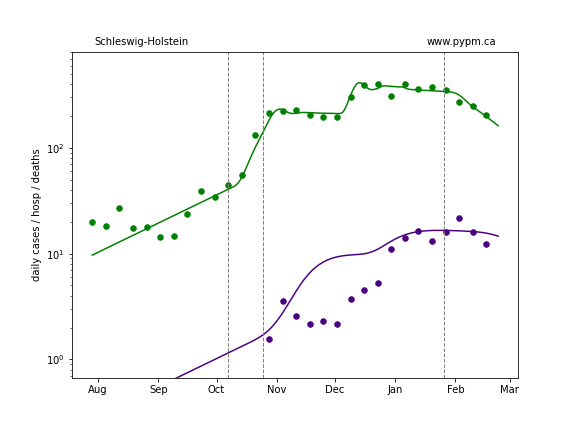 Schleswig-Holstein www.pypm.ca
daily cases / hosp / deaths
10²
10¹
10⁰
Aug Sep Oct Nov Dec Jan Feb Mar